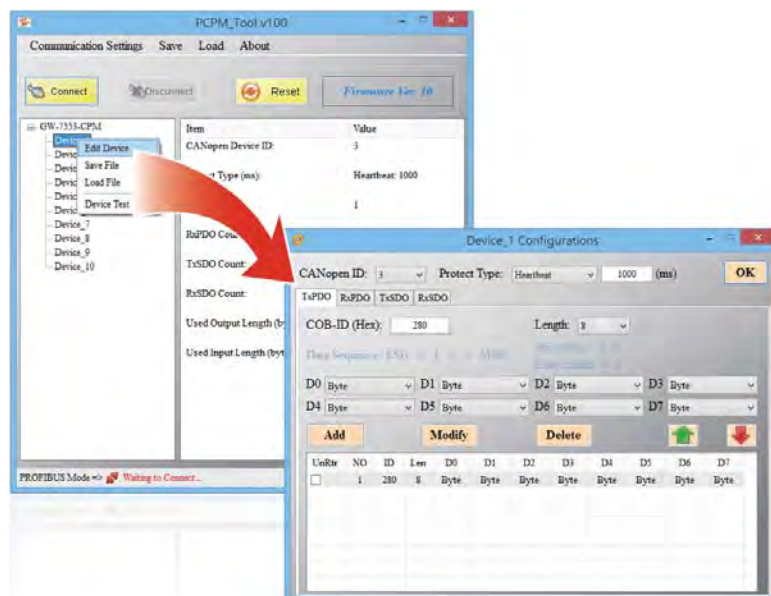 PCPM_Tool v100
Communication Settings Save Load About
Connect Disconnect Reset Firmware Ver. 10
GW-7553-CPM
Edit Device
Save File
Load File
Device Test
Device_7
Device_8
Device_9
Device_10
Item Value
CANopen Device ID: 3
Type (ms): Heartbeat: 1000
1
RxPDO
TxSDO Count:
RxSDO Count:
Used Output Length
Used Input Length
PROFIBUS Mode => Waiting to Connect...
Device_1 Configurations
CANopen ID: 3 Protect Type: Heartbeat 1000 (ms) OK
TxPDO RxPDO TxSDO RxSDO
COB-ID (Hex): 280 Length: 8
D0 Byte D1 Byte D2 Byte D3 Byte
D4 Byte D5 Byte D6 Byte D7 Byte
Add Modify Delete
UnRtr NO ID Len D0 D1 D2 D3 D4 D5 D6 D7
1 280 8 Byte Byte Byte Byte Byte Byte Byte Byte